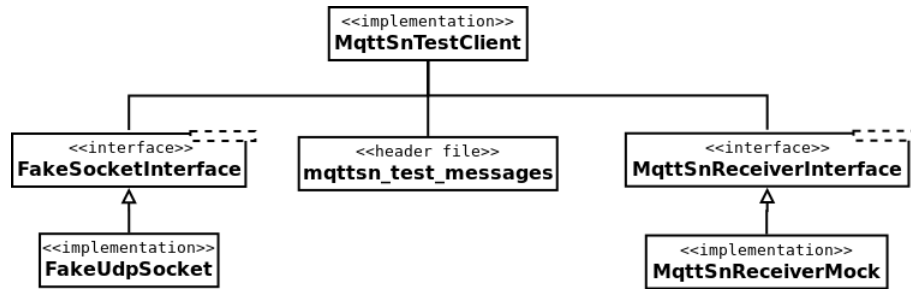 <<implementation>>
MqttSnTestClient
<<interface>>
FakeSocketInterface
<<header file>>
mqttsn_test_messages
<<interface>>
MqttSnReceiverInterface
<<implementation>>
FakeUdpSocket
<<implementation>>
MqttSnReceiverMock